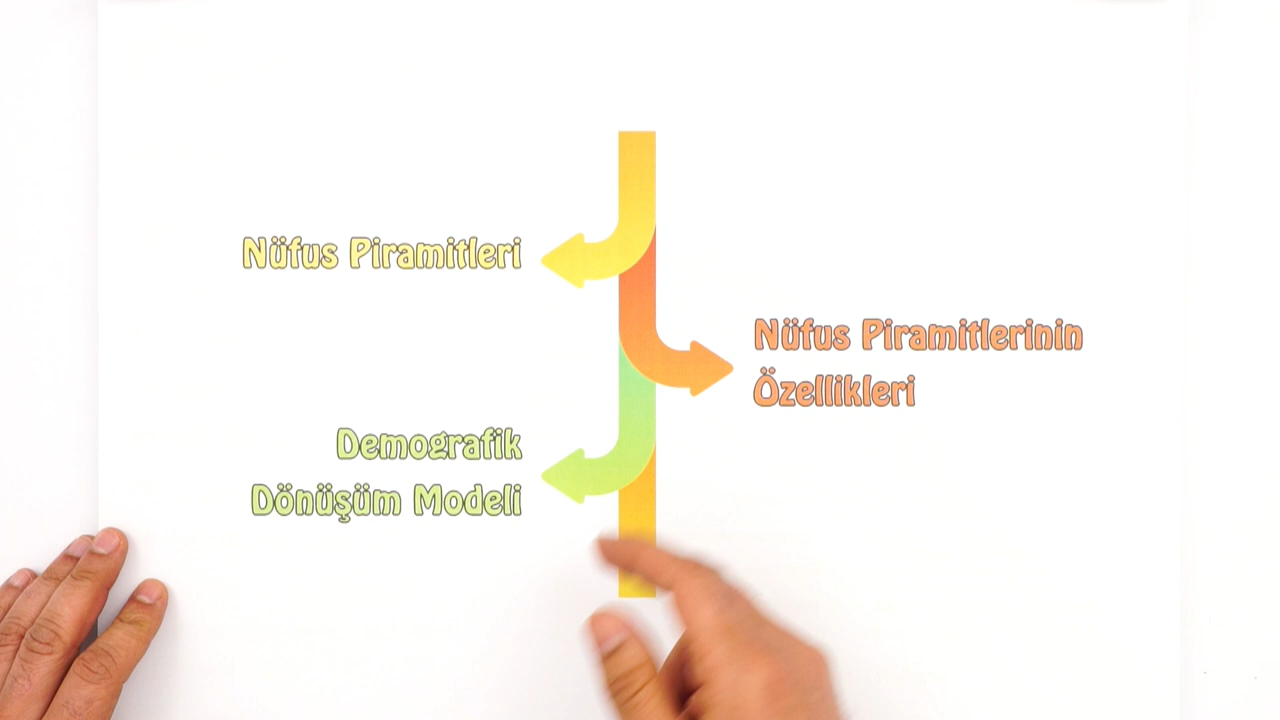 Nüfus Piramitleri
Nüfus Piramitlerinin
Özellikleri
Demografik
Dönüşüm Modeli